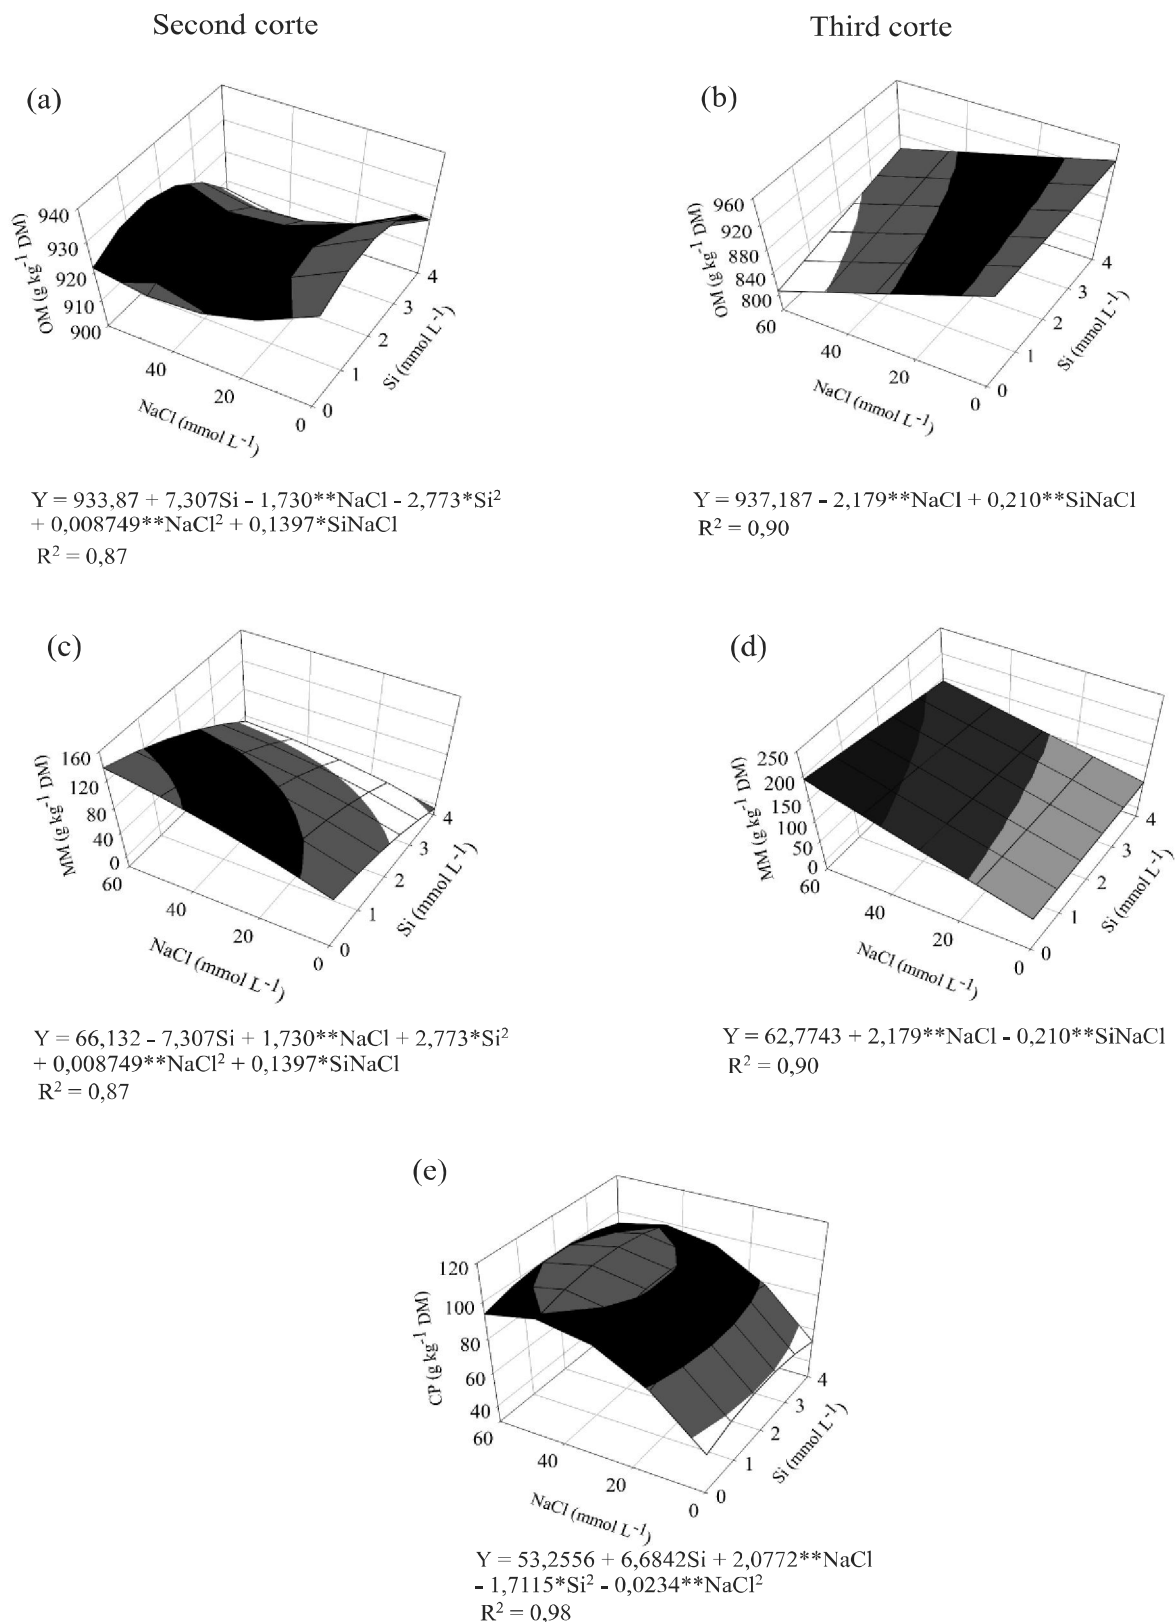 Second corte
Third corte
(a)
940
930
920
910
900
OM (g kg⁻¹ DM)
40
20
0
NaCl (mmol L⁻¹)
0
1
2
3
4
Si (mmol L⁻¹)
Y = 933,87 + 7,307Si - 1,730**NaCl - 2,773*Si²
+ 0,008749**NaCl² + 0,1397*SiNaCl
R² = 0,87
(b)
960
920
880
840
800
OM (g kg⁻¹ DM)
60
40
20
0
NaCl (mmol L⁻¹)
0
1
2
3
4
Si (mmol L⁻¹)
Y = 937,187 - 2,179**NaCl + 0,210**SiNaCl
R² = 0,90
(c)
160
120
80
40
0
MM (g kg⁻¹ DM)
60
40
20
0
NaCl (mmol L⁻¹)
0
1
2
3
4
Si (mmol L⁻¹)
Y = 66,132 - 7,307Si + 1,730**NaCl + 2,773*Si²
+ 0,008749**NaCl² + 0,1397*SiNaCl
R² = 0,87
(d)
250
200
150
100
50
0
MM (g kg⁻¹ DM)
60
40
20
0
NaCl (mmol L⁻¹)
0
1
2
3
4
Si (mmol L⁻¹)
Y = 62,7743 + 2,179**NaCl - 0,210**SiNaCl
R² = 0,90
(e)
120
100
80
60
40
CP (g kg⁻¹ DM)
60
40
20
0
NaCl (mmol L⁻¹)
0
1
2
3
4
Si (mmol L⁻¹)
Y = 53,2556 + 6,6842Si + 2,0772**NaCl
- 1,7115*Si² - 0,0234**NaCl²
R² = 0,98